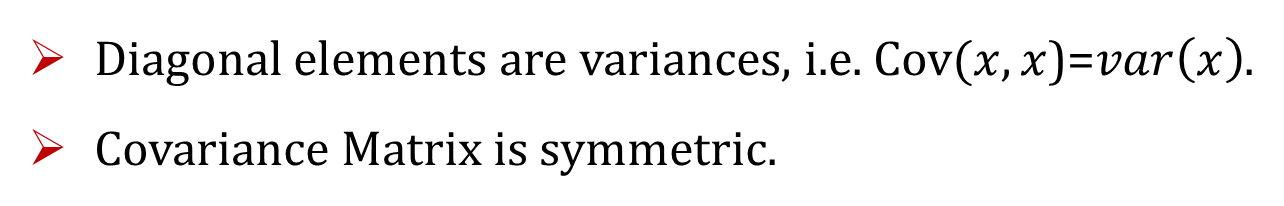 ➢ Diagonal elements are variances, i.e. Cov(x, x)=var(x).
➢ Covariance Matrix is symmetric.